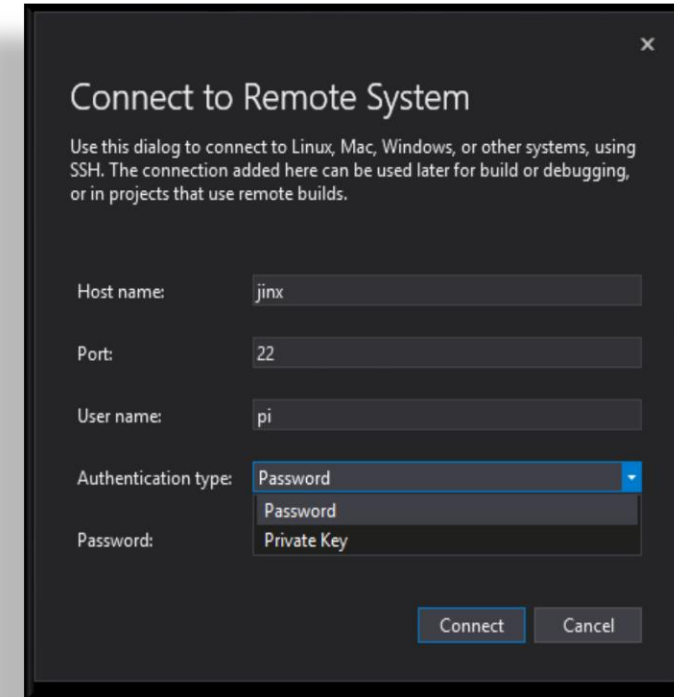 ×
Connect to Remote System
Use this dialog to connect to Linux, Mac, Windows, or other systems, using
SSH. The connection added here can be used later for build or debugging,
or in projects that use remote builds.
Host name: jinx
Port: 22
User name: pi
Authentication type: Password
Password
Password: Private Key
Connect Cancel